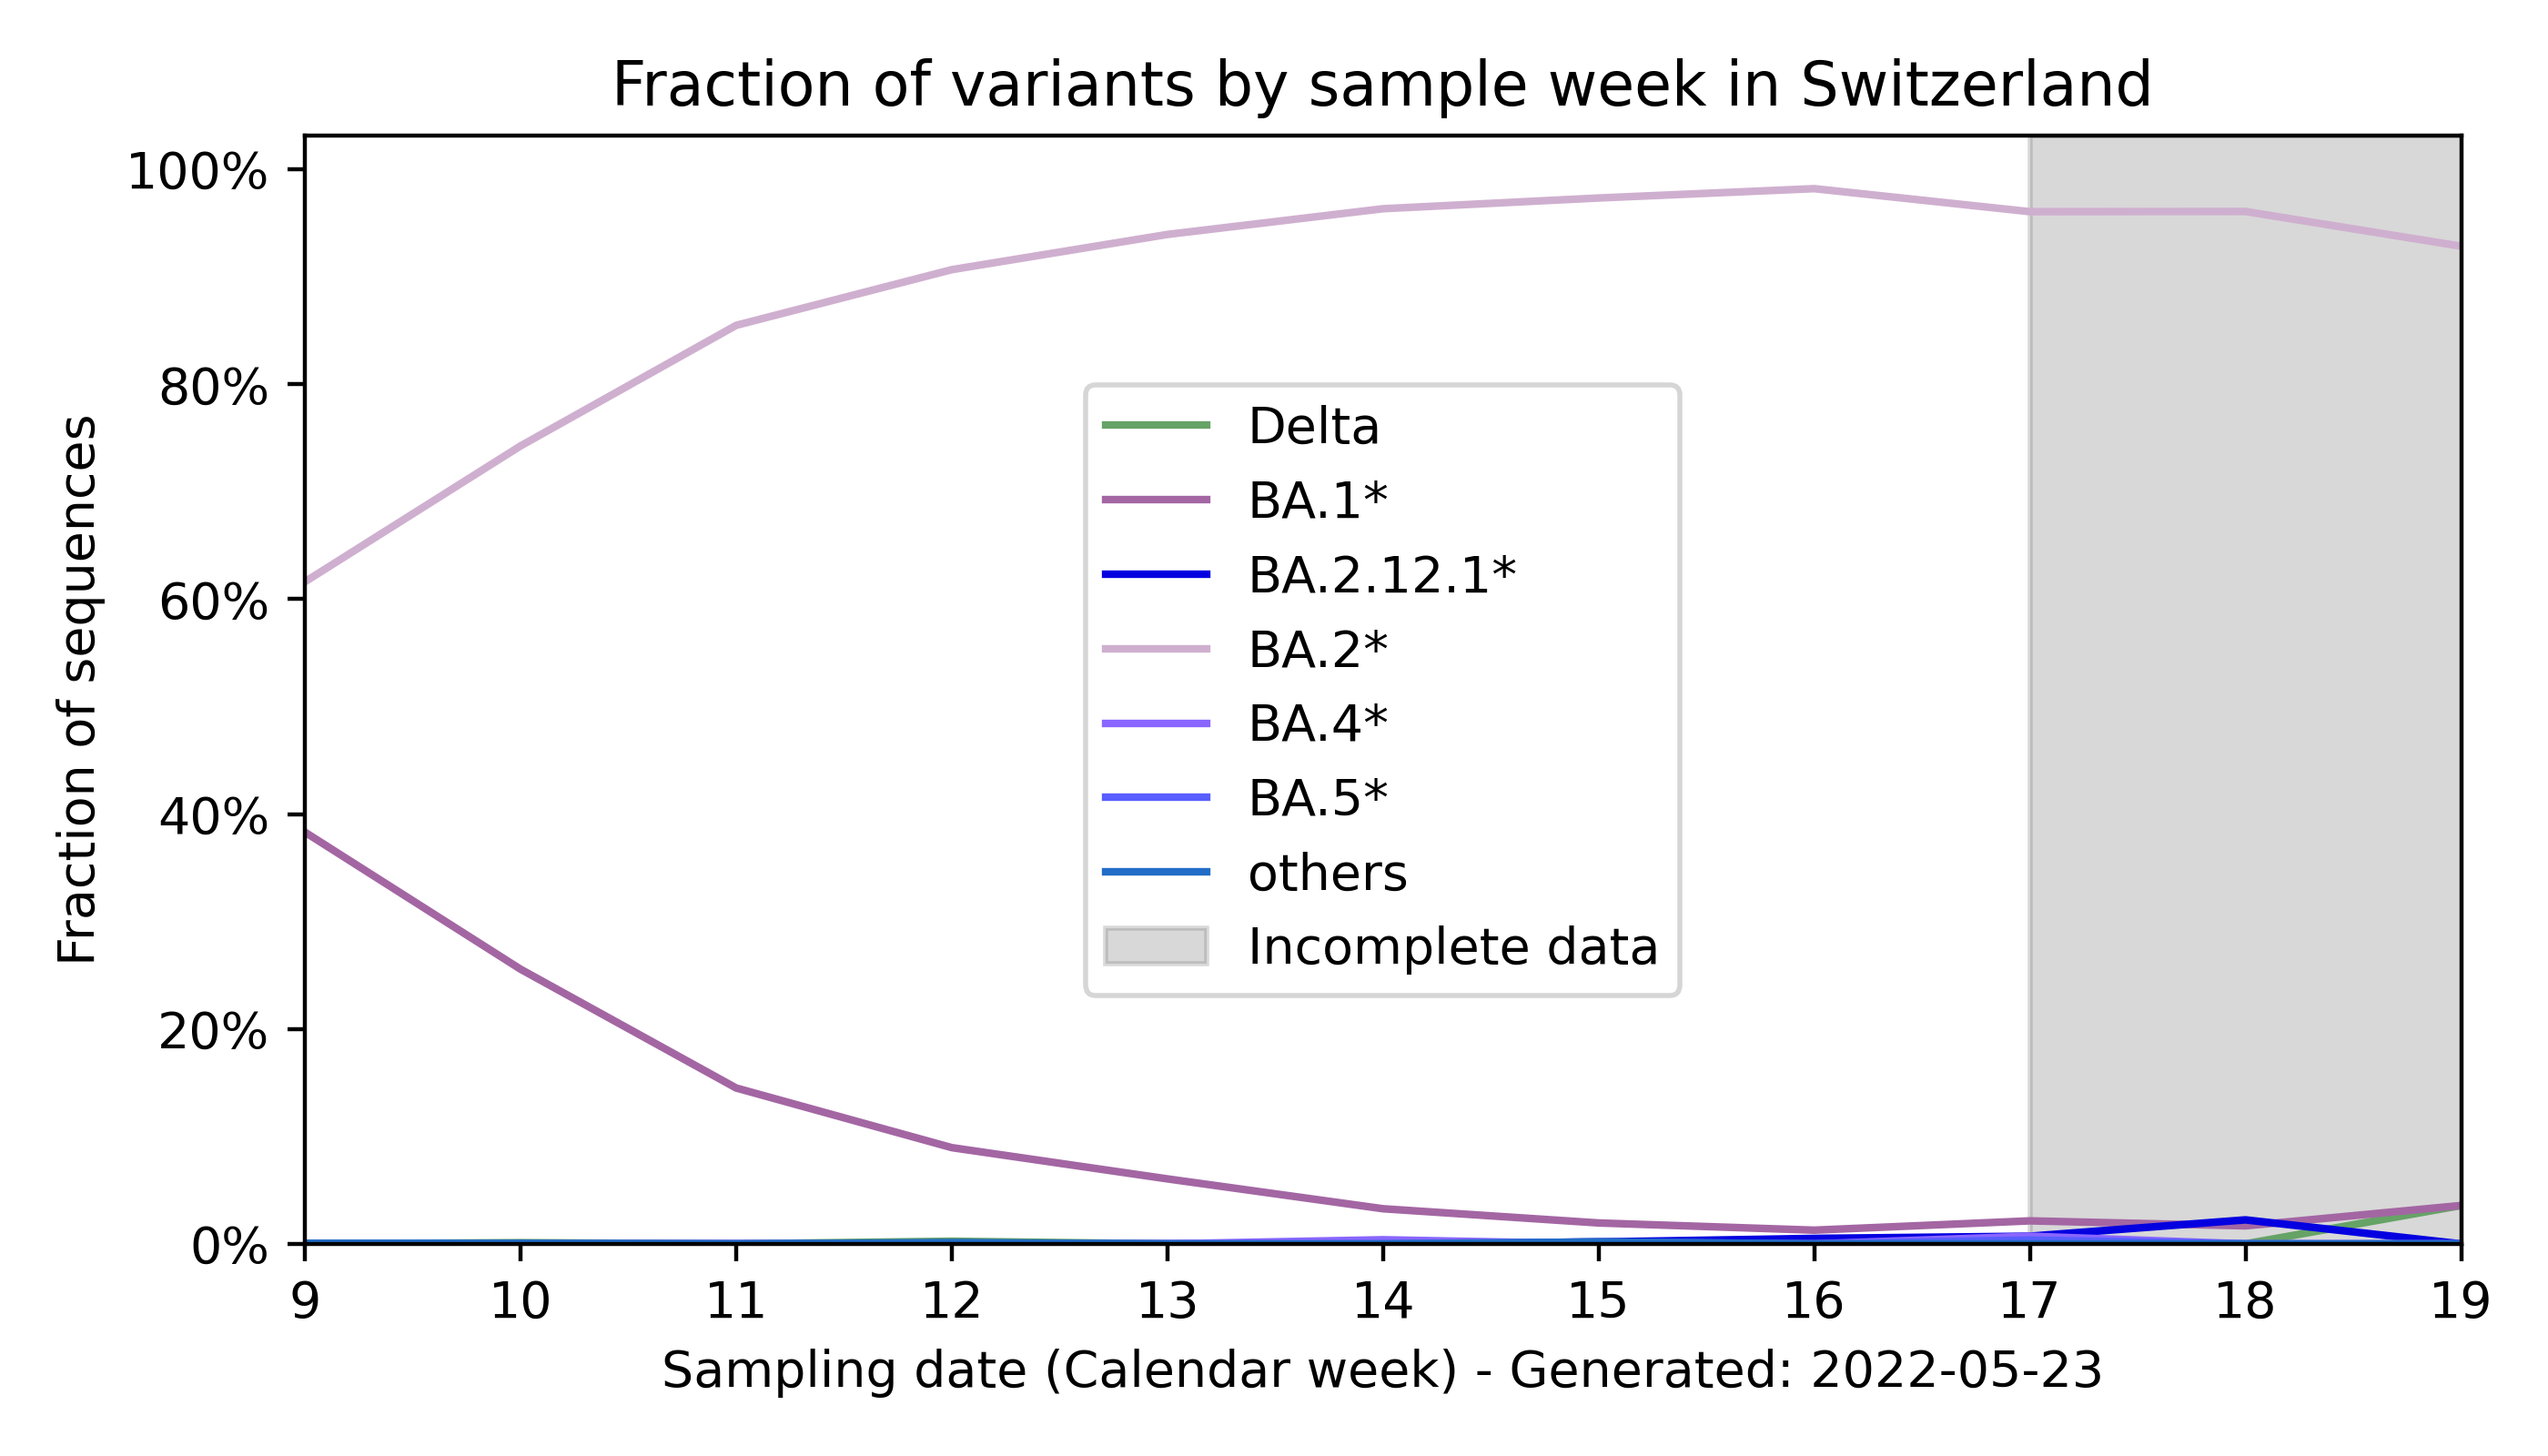 Fraction of variants by sample week in Switzerland
Fraction of sequences
100%
80%
60%
40%
20%
0%
Delta
BA.1*
BA.2.12.1*
BA.2*
BA.4*
BA.5*
others
Incomplete data
9 10 11 12 13 14 15 16 17 18 19
Sampling date (Calendar week) - Generated: 2022-05-23